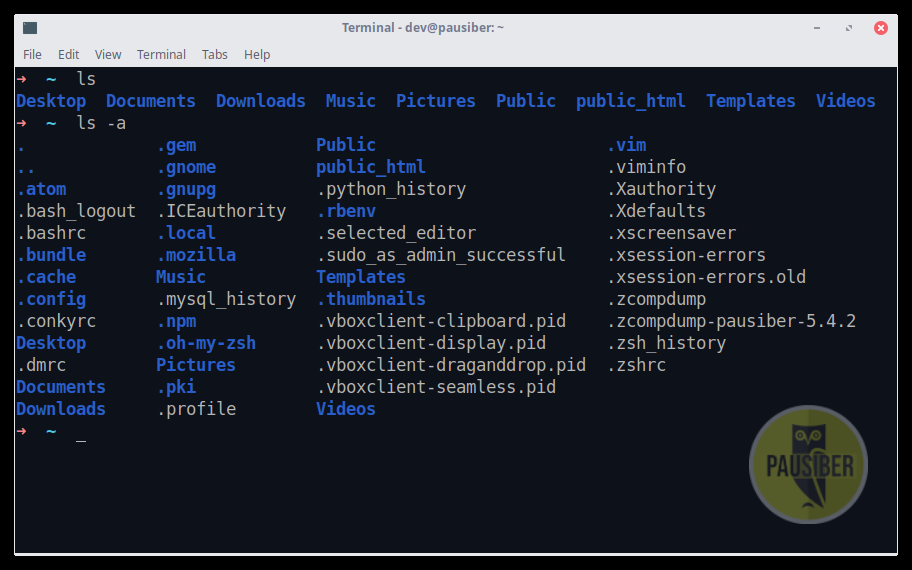 Terminal - dev@pausiber: ~
File Edit View Terminal Tabs Help
➜ ~ ls
Desktop Documents Downloads Music Pictures Public public_html Templates Videos
➜ ~ ls -a
. .gem Public .vim
.. .gnome public_html .viminfo
.atom .gnupg .python_history .Xauthority
.bash_logout .ICEauthority .rbenv .Xdefaults
.bashrc .local .selected_editor .xscreensaver
.bundle .mozilla .sudo_as_admin_successful .xsession-errors
.cache Music Templates .xsession-errors.old
.config .mysql_history .thumbnails .zcompdump
.conkyrc .npm .vboxclient-clipboard.pid .zcompdump-pausiber-5.4.2
Desktop .oh-my-zsh .vboxclient-display.pid .zsh_history
.dmrc Pictures .vboxclient-draganddrop.pid .zshrc
Documents .pki .vboxclient-seamless.pid
Downloads .profile Videos
➜ ~ _
PAUSIBER